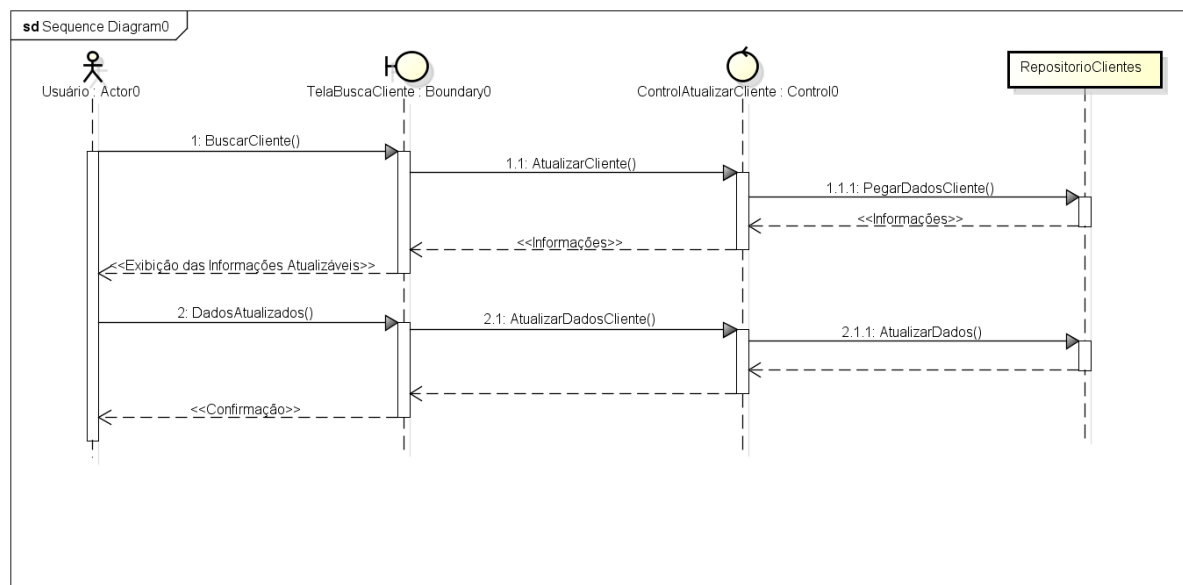 sd Sequence Diagram0
Usuário : Actor0
TelaBuscaCliente : Boundary0
ControlAtualizarCliente : Control0
RepositorioClientes
1: BuscarCliente()
1.1: AtualizarCliente()
1.1.1: PegarDadosCliente()
<<Informações>>
<<Informações>>
<<Exibição das Informações Atualizáveis>>
2: DadosAtualizados()
2.1: AtualizarDadosCliente()
2.1.1: AtualizarDados()
<<Confirmação>>